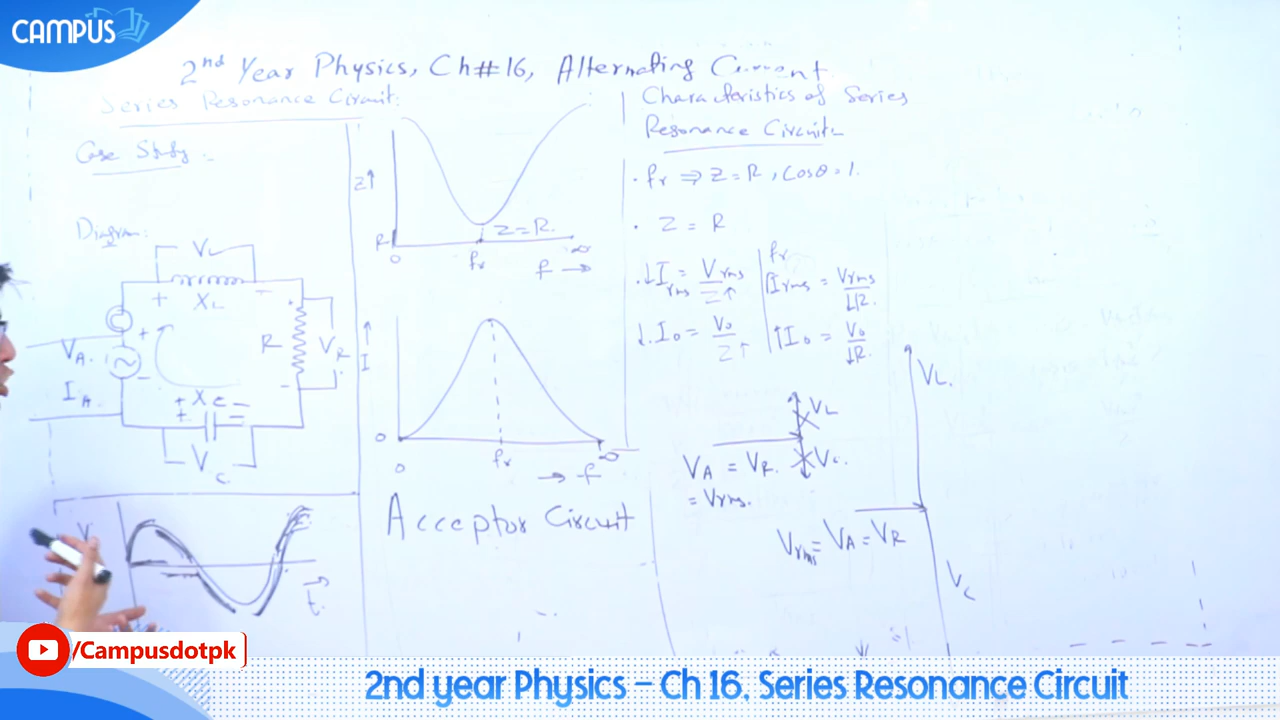 CAMPUS
2nd Year Physics, Ch#16, Alternating Current
Series Resonance Circuit:
Case Study:
Diagram:
VL
+ XL -
VA.
IA.
+
-
R
VR
+ XC -
VC
V
t.
Z↑
R
0
Z = R.
fr
f →
∞
I ↑
0
0
fr
→ f
∞
Acceptor Circuit
Characteristics of Series
Resonance Circuit
• fr ⇒ Z = R, Cosθ = 1.
• Z = R
• ↓Irms = Vrms/Z↑
fr
↑Irms = Vrms/↓R.
↓. I0 = V0/Z↑
↑I0 = V0/↓R.
VL
VC.
VA = VR.
= Vrms.
VL.
Vrms = VA = VR
VC
/Campusdotpk
2nd year Physics – Ch 16, Series Resonance Circuit